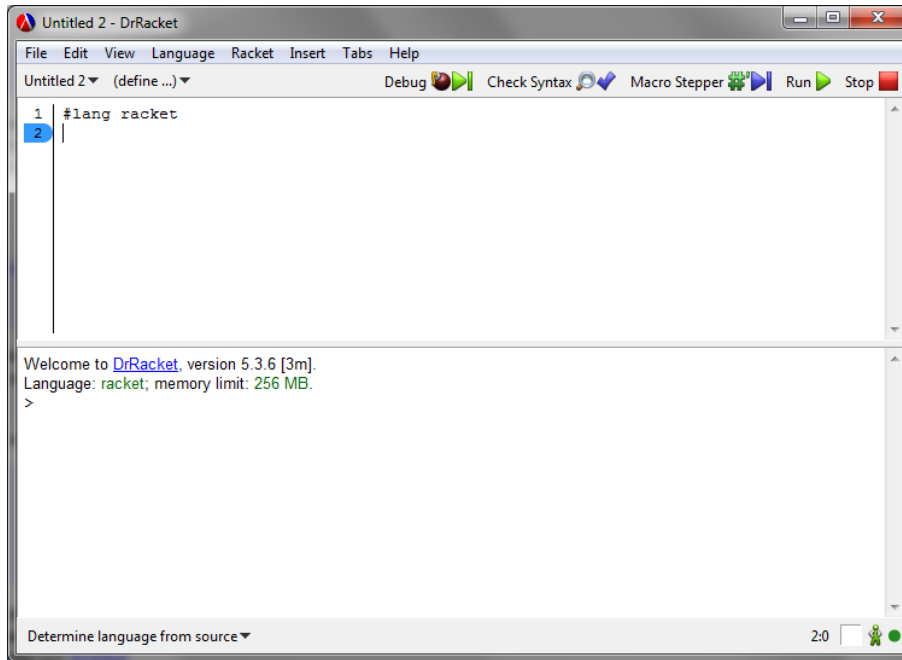 Untitled 2 - DrRacket
File Edit View Language Racket Insert Tabs Help
Untitled 2 (define ...) Debug Check Syntax Macro Stepper Run Stop
1 #lang racket
2
Welcome to DrRacket, version 5.3.6 [3m].
Language: racket; memory limit: 256 MB.
>
Determine language from source 2:0